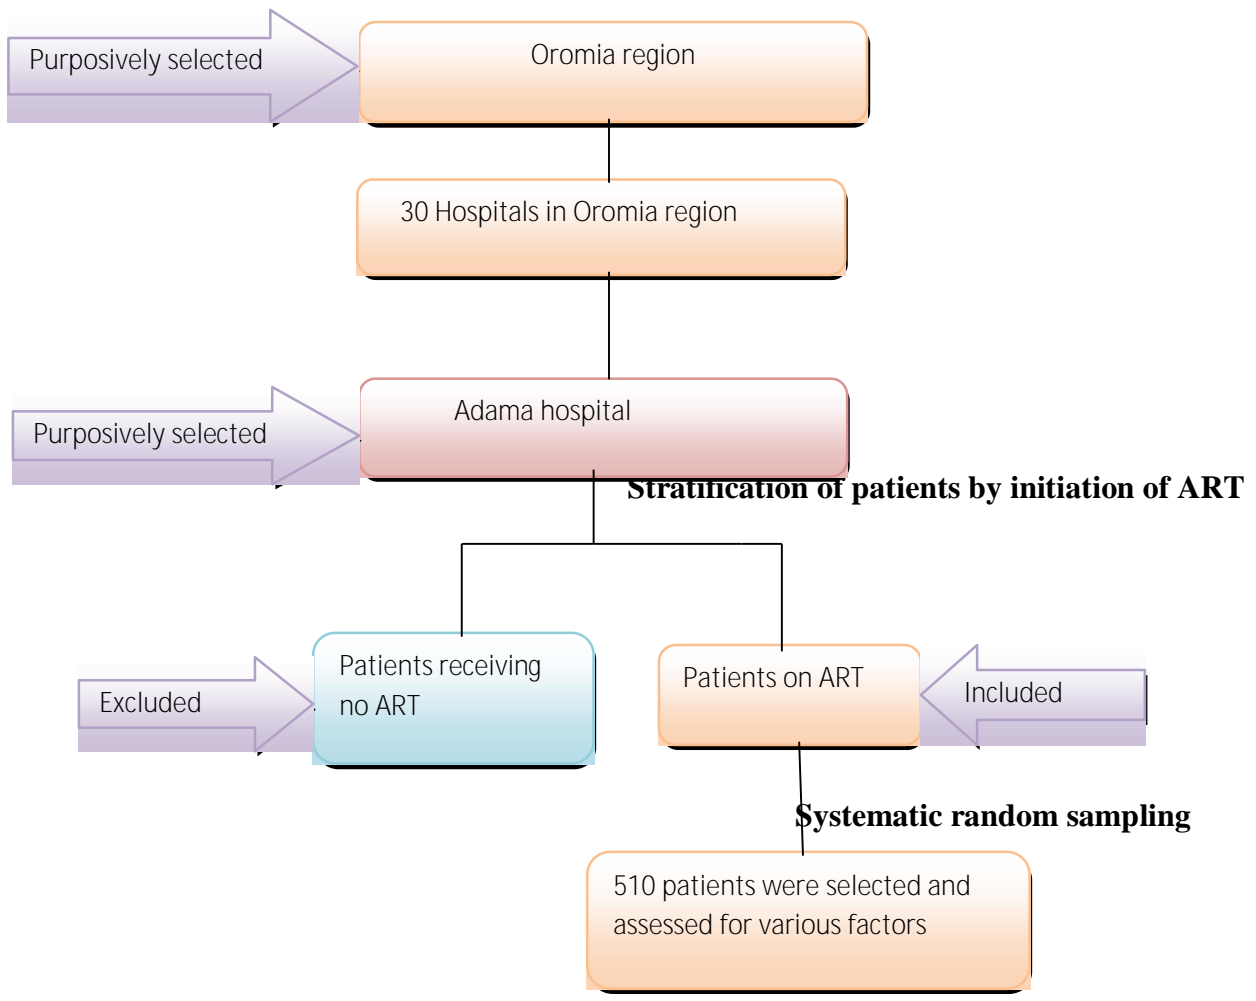 Purposively selected
Oromia region
30 Hospitals in Oromia region
Purposively selected
Adama hospital
Stratification of patients by initiation of ART
Excluded
Patients receiving
no ART
Patients on ART
Included
Systematic random sampling
510 patients were selected and
assessed for various factors